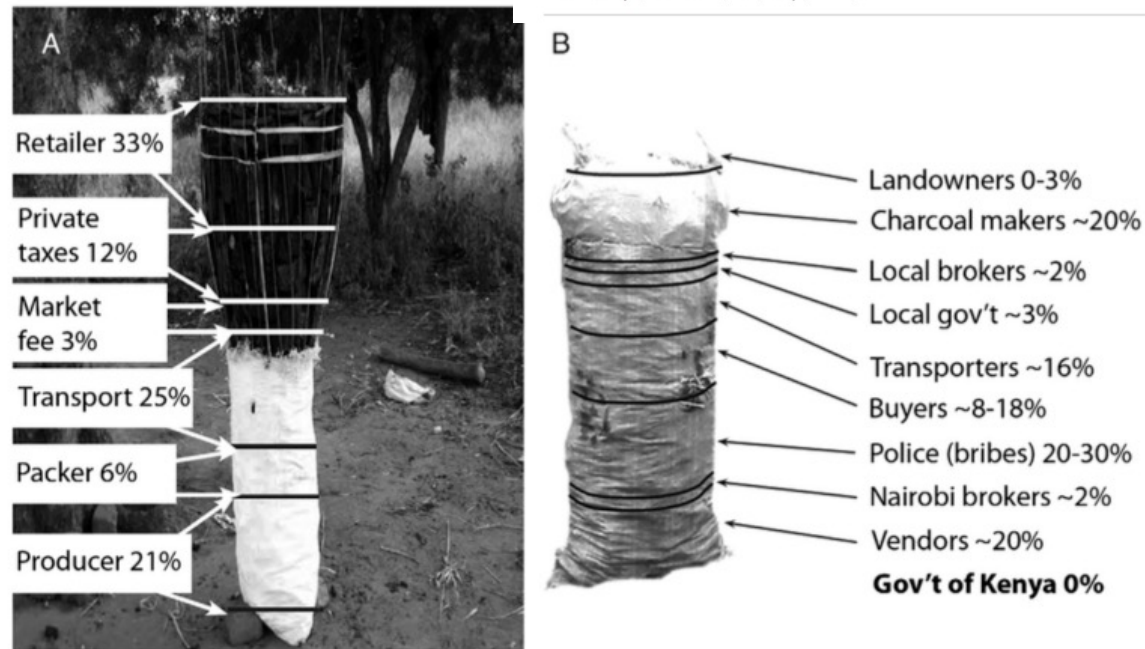 A
Retailer 33%
Private
taxes 12%
Market
fee 3%
Transport 25%
Packer 6%
Producer 21%
B
Landowners 0-3%
Charcoal makers ~20%
Local brokers ~2%
Local gov't ~3%
Transporters ~16%
Buyers ~8-18%
Police (bribes) 20-30%
Nairobi brokers ~2%
Vendors ~20%
Gov't of Kenya 0%